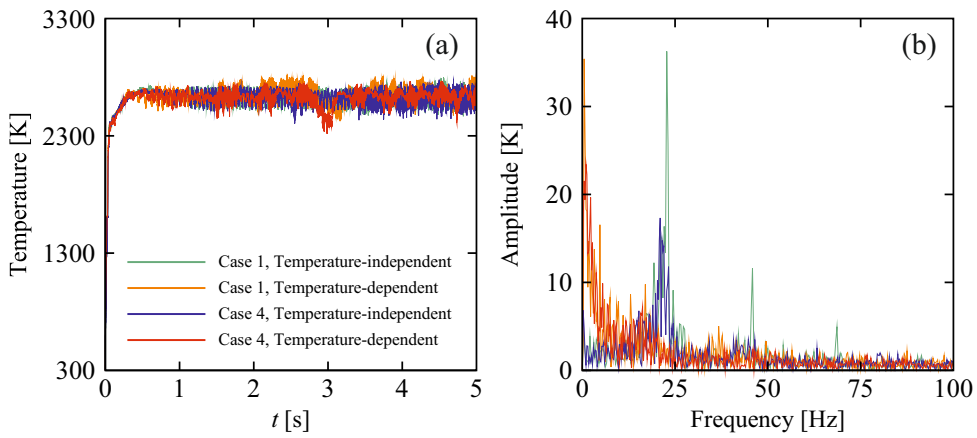 3300
2300
1300
300
Temperature [K]
0
1
2
3
4
5
t [s]
(a)
Case 1, Temperature-independent
Case 1, Temperature-dependent
Case 4, Temperature-independent
Case 4, Temperature-dependent
40
30
20
10
0
Amplitude [K]
0
25
50
75
100
Frequency [Hz]
(b)